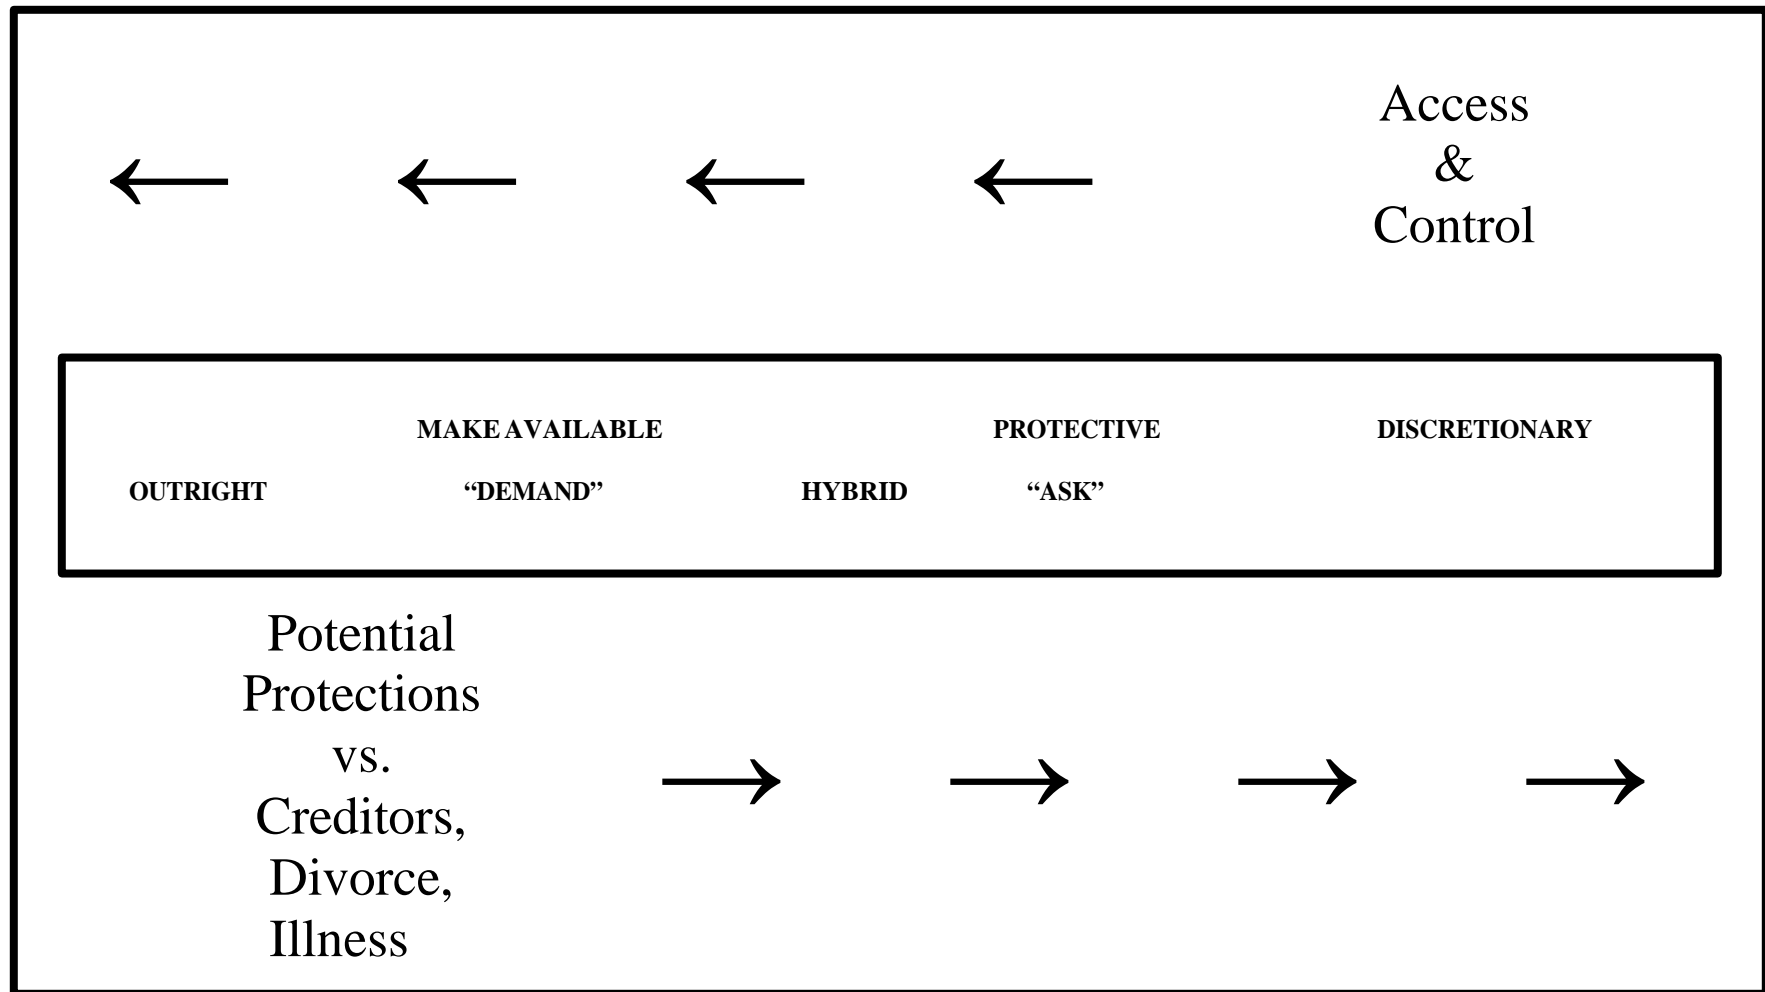 Access
&
Control
← ← ← ←
MAKE AVAILABLE PROTECTIVE DISCRETIONARY
OUTRIGHT “DEMAND” HYBRID “ASK”
Potential
Protections
vs.
Creditors,
Divorce,
Illness
→ → → →